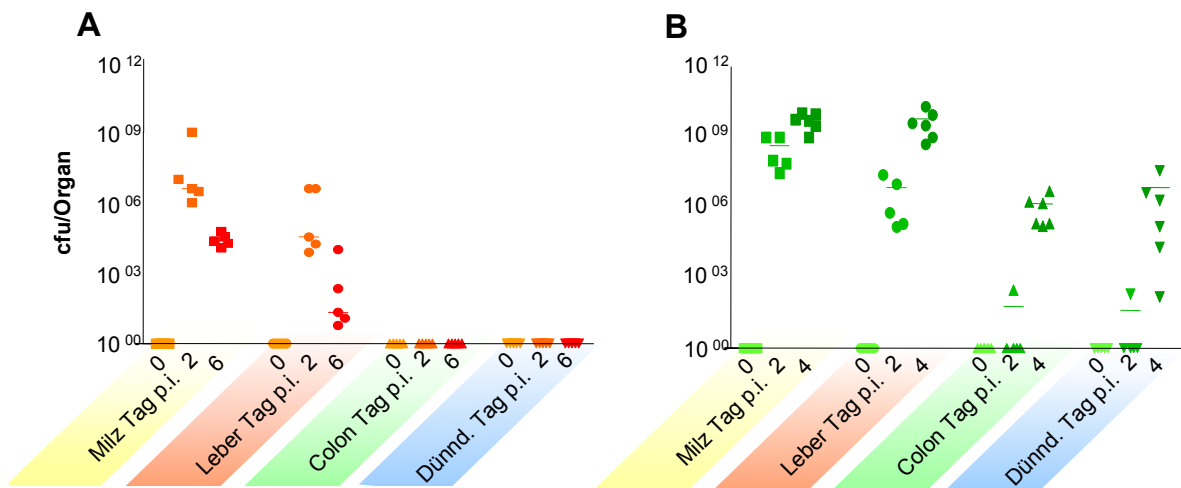 A
10 12
10 09
10 06
10 03
10 00
cfu/Organ
0 2 6
0 2 6
0 2 6
0 2 6
Milz Tag p.i.
Leber Tag p.i.
Colon Tag p.i.
Dünnd. Tag p.i.
B
10 12
10 09
10 06
10 03
10 00
0 2 4
0 2 4
0 2 4
0 2 4
Milz Tag p.i.
Leber Tag p.i.
Colon Tag p.i.
Dünnd. Tag p.i.